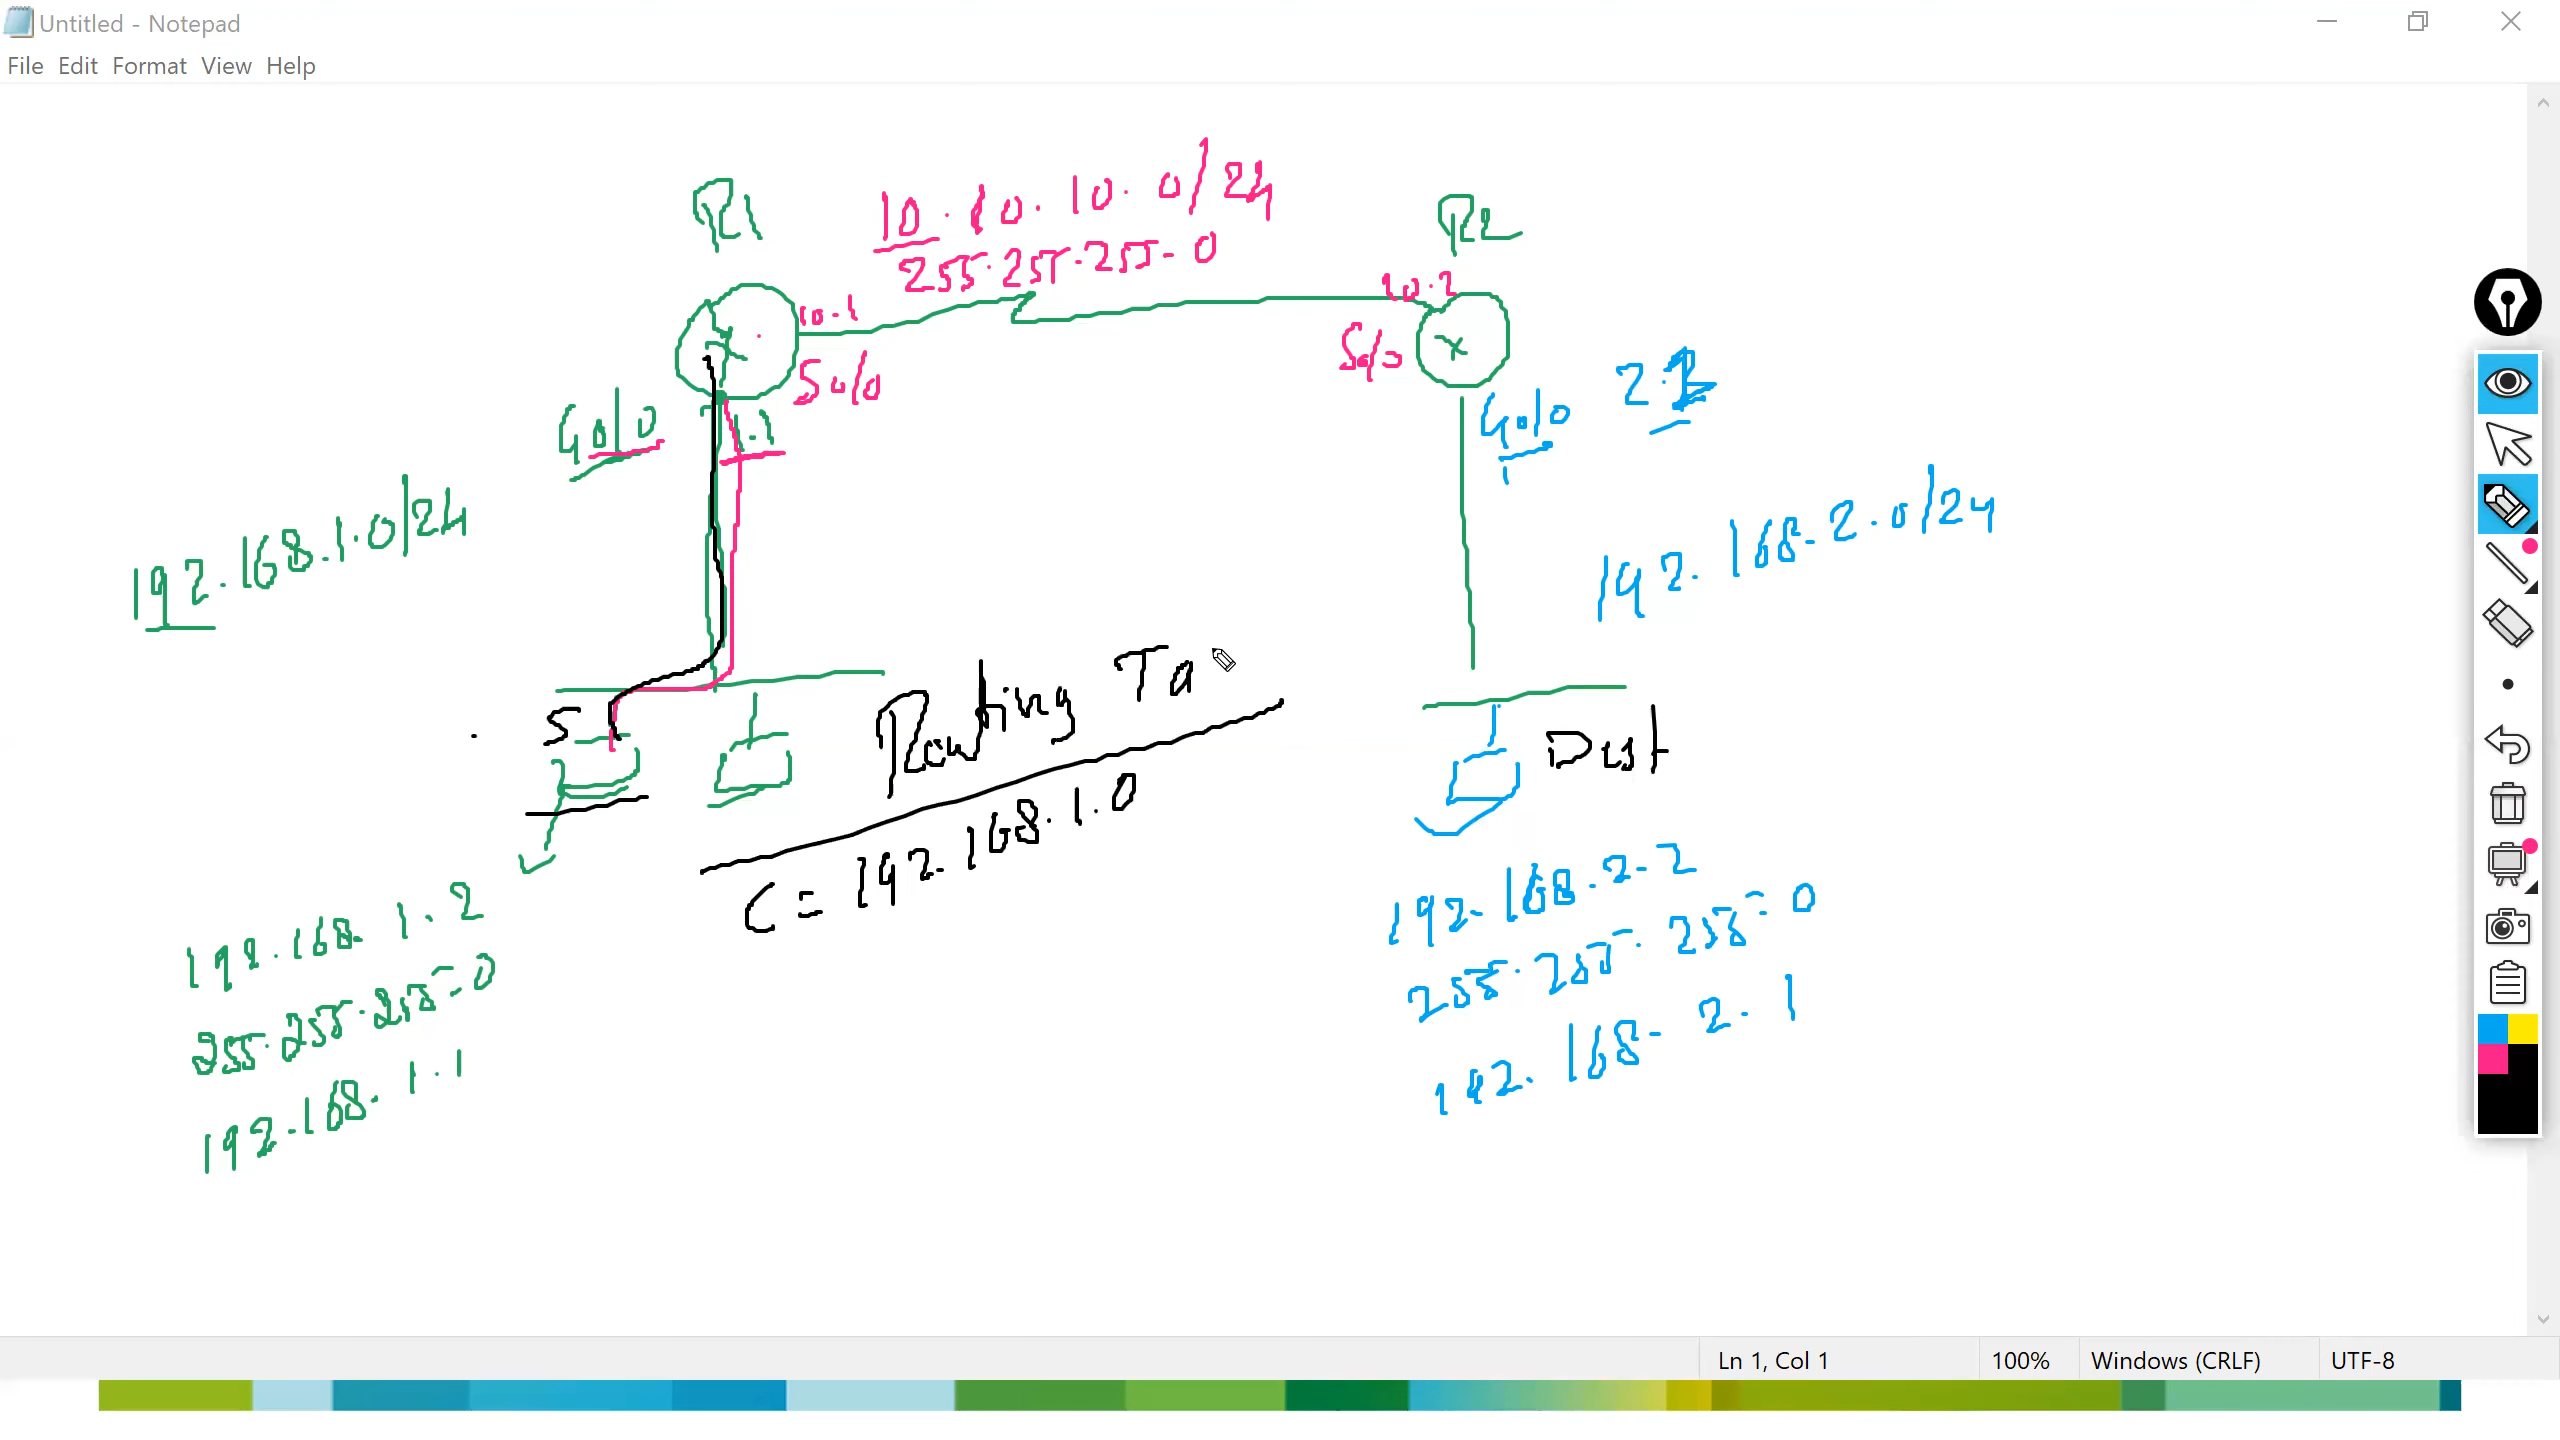 Untitled - Notepad
File Edit Format View Help
R1
10.10.10.0/24
255.255.255.0
R2
10.1
10.2
S0/0
G0/0
1.1
G0/0
2.1
192.168.1.0/24
192.168.2.0/24
Routing Ta
S
Dest
C = 192.168.1.0
192.168.1.2
255.255.255.0
192.168.1.1
192.168.2.2
255.255.255.0
192.168.2.1
Ln 1, Col 1
100%
Windows (CRLF)
UTF-8